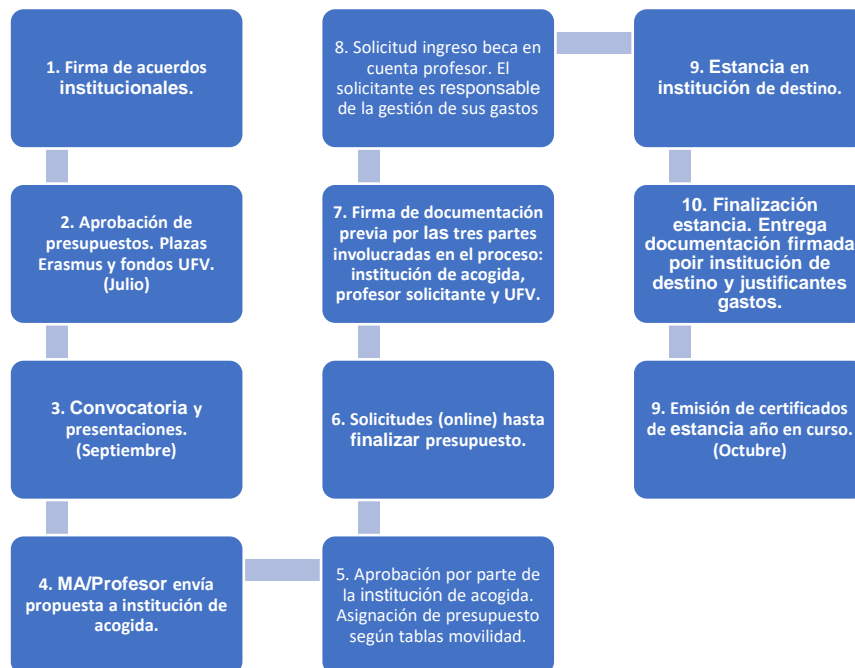 1. Firma de acuerdos
institucionales.
2. Aprobación de
presupuestos. Plazas
Erasmus y fondos UFV.
(Julio)
3. Convocatoria y
presentaciones.
(Septiembre)
4. MA/Profesor envía
propuesta a institución de
acogida.
5. Aprobación por parte de
la institución de acogida.
Asignación de presupuesto
según tablas movilidad.
6. Solicitudes (online) hasta
finalizar presupuesto.
7. Firma de documentación
previa por las tres partes
involucradas en el proceso:
institución de acogida,
profesor solicitante y UFV.
8. Solicitud ingreso beca en
cuenta profesor. El
solicitante es responsable
de la gestión de sus gastos
9. Estancia en
institución de destino.
10. Finalización
estancia. Entrega
documentación firmada
poir institución de
destino y justificantes
gastos.
9. Emisión de certificados
de estancia año en curso.
(Octubre)